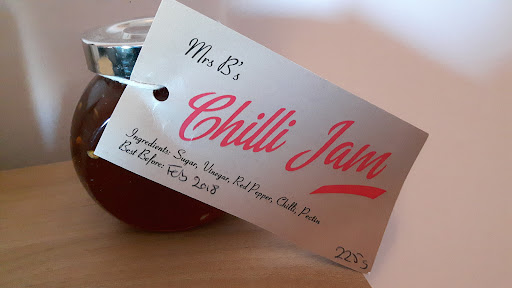 Mrs B's
Chilli Jam
Ingredients: Sugar, Vinegar, Red Pepper, Chilli, Pectin
Best Before: Feb 2018
225g